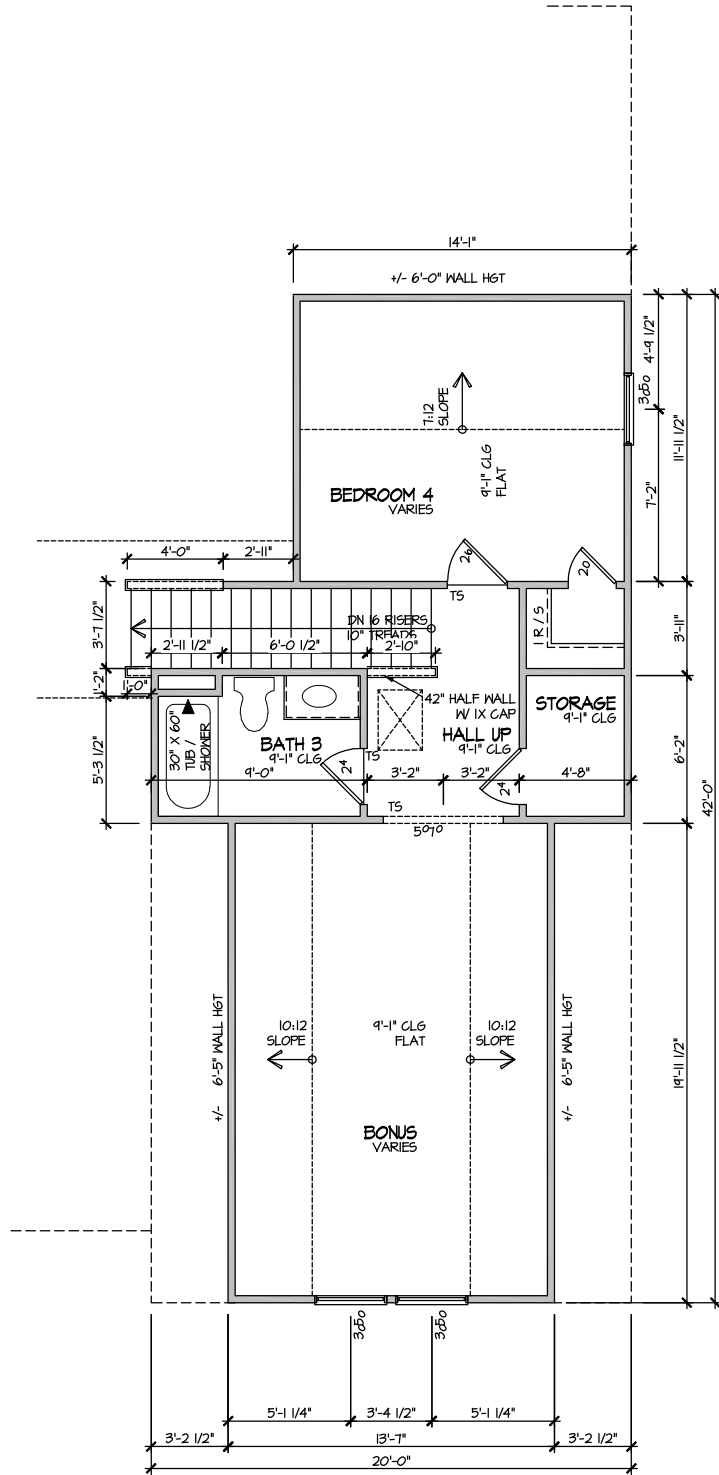 14'-1"
+/- 6'-0" WALL HGT
4'-9 1/2"
3050
7:12
SLOPE
11'-11 1/2"
9'-1" CLG
FLAT
7'-2"
BEDROOM 4
VARIES
4'-0"
2'-11"
26
20
TS
3'-7 1/2"
DN 16 RISERS
10" TREADS
1 R / S
3'-11"
2'-11 1/2"
6'-0 1/2"
2'-10"
1'-2"
1'-0"
42" HALF WALL
W/ 1X CAP
STORAGE
9'-1" CLG
HALL UP
9'-1" CLG
30" X 60"
TUB /
SHOWER
BATH 3
9'-1" CLG
TS
24
24
5'-3 1/2"
9'-0"
3'-2"
3'-2"
4'-8"
6'-2"
42'-0"
TS
5070
+/- 6'-5" WALL HGT
10:12
SLOPE
9'-1" CLG
FLAT
10:12
SLOPE
+/- 6'-5" WALL HGT
19'-11 1/2"
BONUS
VARIES
3050
3050
5'-1 1/4"
3'-4 1/2"
5'-1 1/4"
3'-2 1/2"
13'-7"
3'-2 1/2"
20'-0"